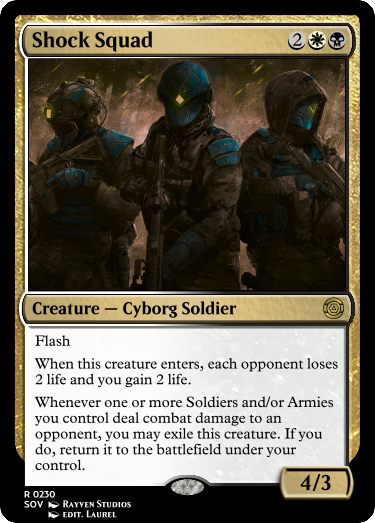 Shock Squad 2
Creature — Cyborg Soldier
Flash
When this creature enters, each opponent loses
2 life and you gain 2 life.
Whenever one or more Soldiers and/or Armies
you control deal combat damage to an
opponent, you may exile this creature. If you
do, return it to the battlefield under your
control.
4/3
R 0230
SOV Rayven Studios
edit. Laurel